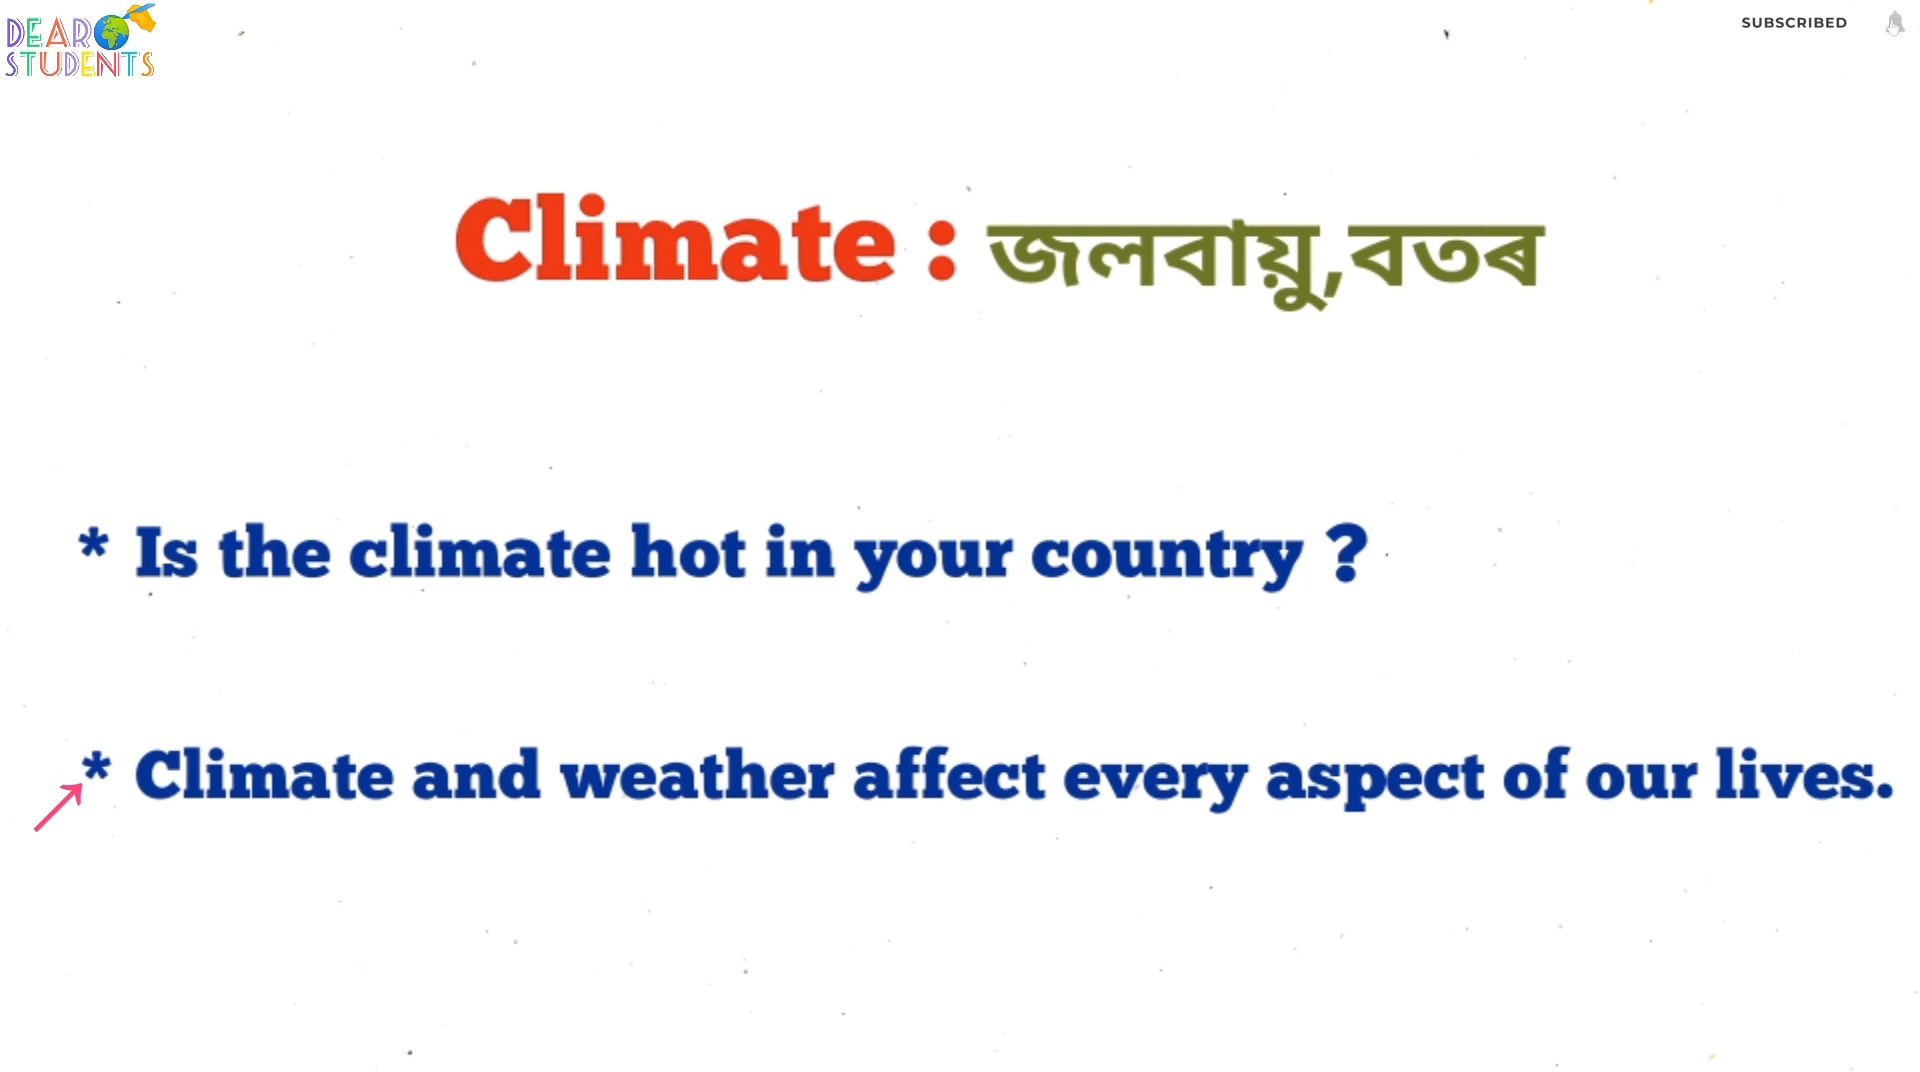 DEAR
STUDENTS
SUBSCRIBED
Climate : জলবায়ু,বতৰ
* Is the climate hot in your country ?
* Climate and weather affect every aspect of our lives.